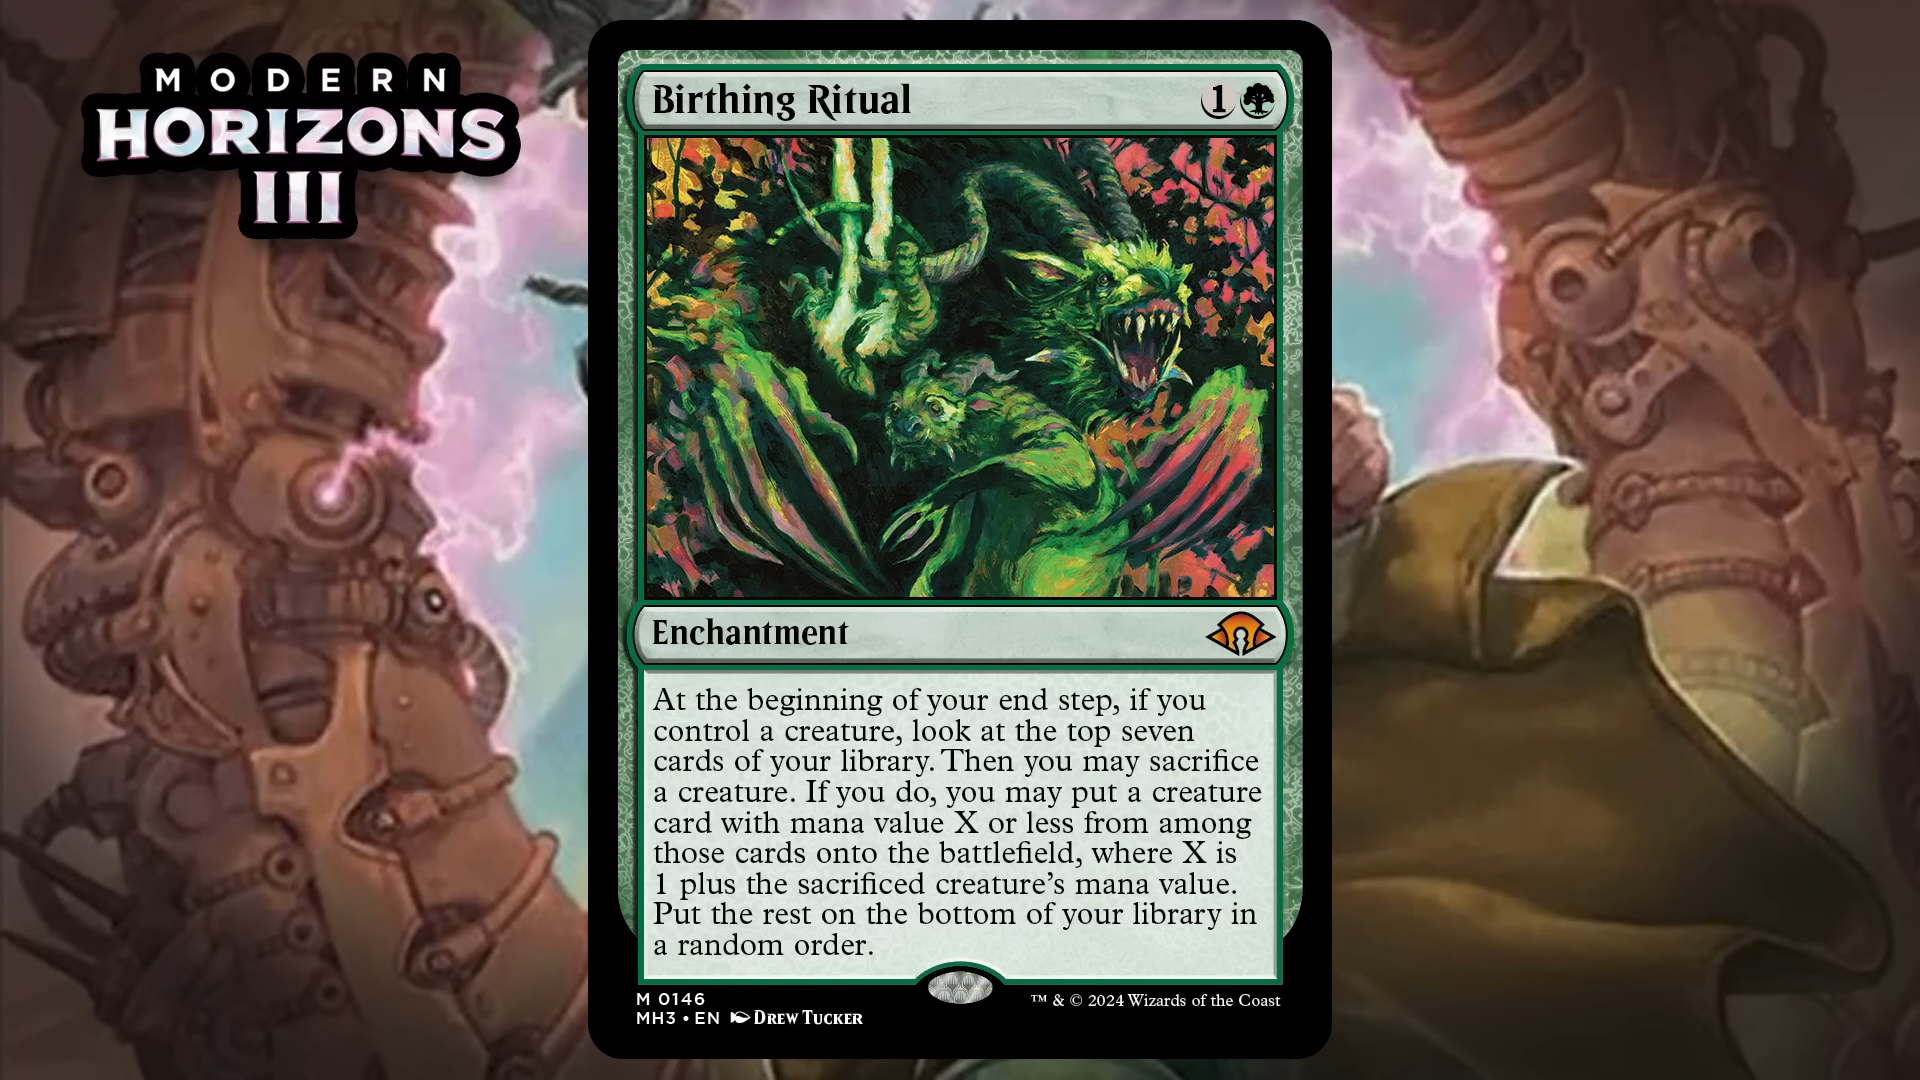 MODERN
HORIZONS
III
Birthing Ritual 1
Enchantment
At the beginning of your end step, if you
control a creature, look at the top seven
cards of your library. Then you may sacrifice
a creature. If you do, you may put a creature
card with mana value X or less from among
those cards onto the battlefield, where X is
1 plus the sacrificed creature's mana value.
Put the rest on the bottom of your library in
a random order.
M 0146
MH3 • EN DREW TUCKER
™ & © 2024 Wizards of the Coast